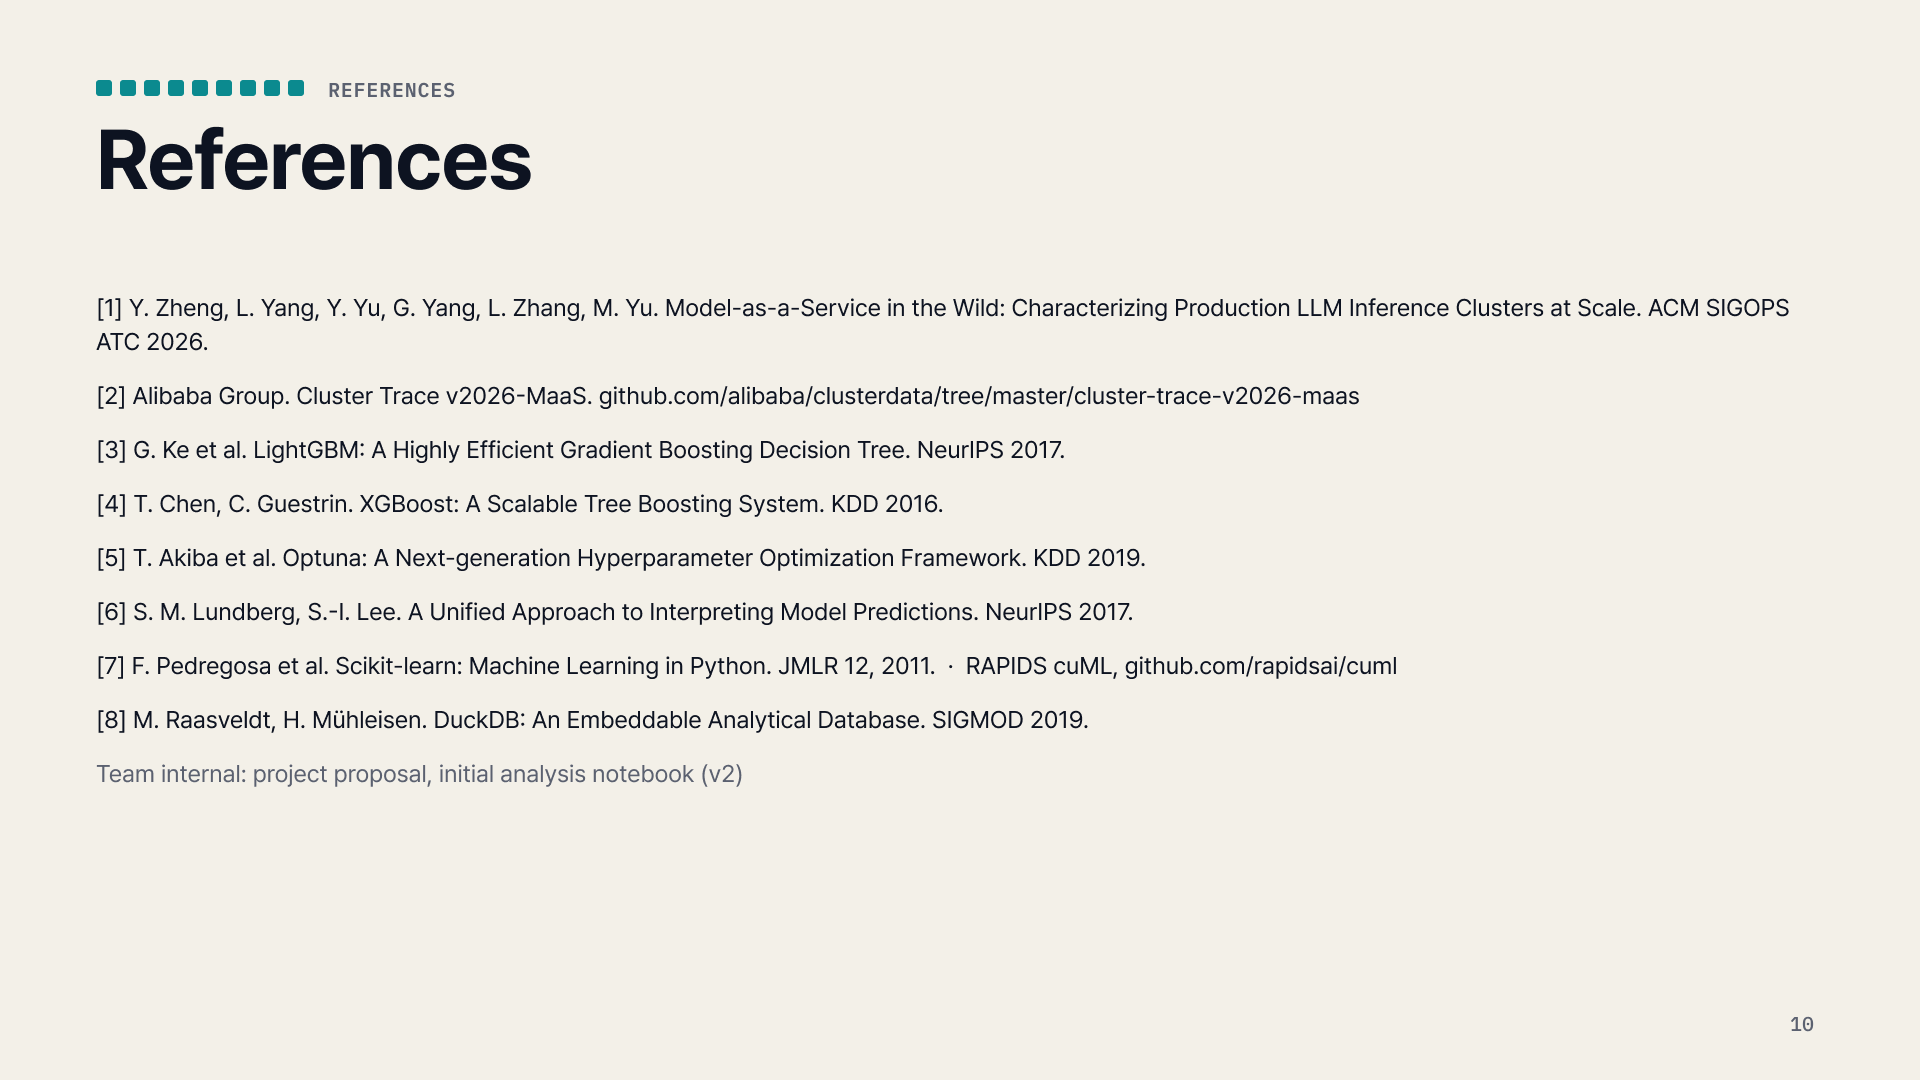 REFERENCES
References
[1] Y. Zheng, L. Yang, Y. Yu, G. Yang, L. Zhang, M. Yu. Model-as-a-Service in the Wild: Characterizing Production LLM Inference Clusters at Scale. ACM SIGOPS
ATC 2026.
[2] Alibaba Group. Cluster Trace v2026-MaaS. github.com/alibaba/clusterdata/tree/master/cluster-trace-v2026-maas
[3] G. Ke et al. LightGBM: A Highly Efficient Gradient Boosting Decision Tree. NeurIPS 2017.
[4] T. Chen, C. Guestrin. XGBoost: A Scalable Tree Boosting System. KDD 2016.
[5] T. Akiba et al. Optuna: A Next-generation Hyperparameter Optimization Framework. KDD 2019.
[6] S. M. Lundberg, S.-I. Lee. A Unified Approach to Interpreting Model Predictions. NeurIPS 2017.
[7] F. Pedregosa et al. Scikit-learn: Machine Learning in Python. JMLR 12, 2011. · RAPIDS cuML, github.com/rapidsai/cuml
[8] M. Raasveldt, H. Mühleisen. DuckDB: An Embeddable Analytical Database. SIGMOD 2019.
Team internal: project proposal, initial analysis notebook (v2)
10